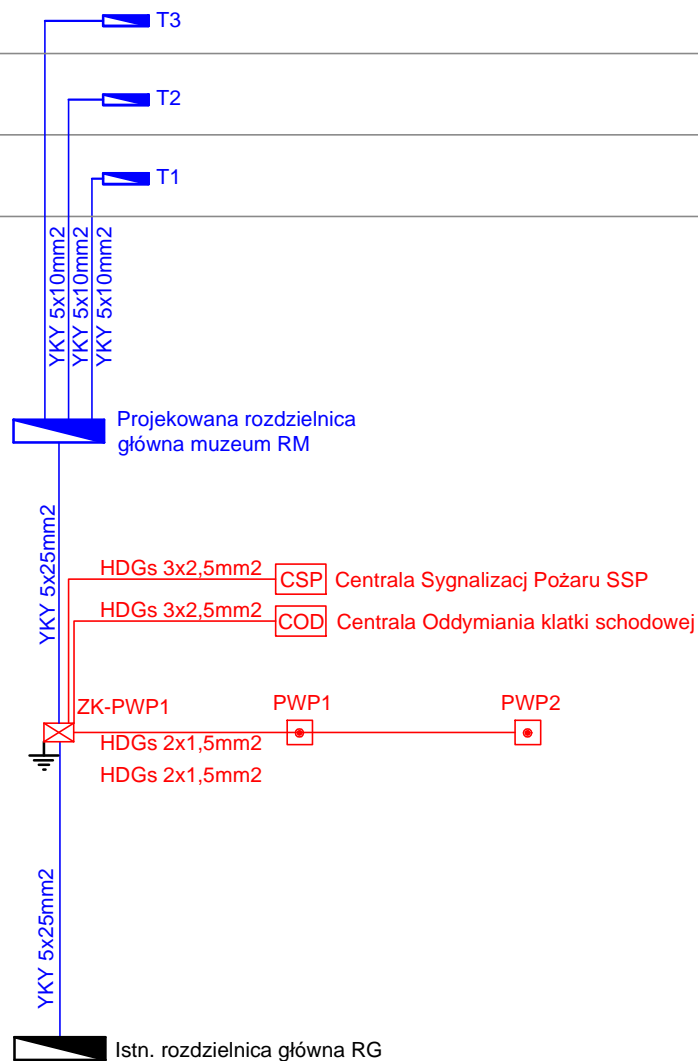 T3
T2
T1
YKY 5x10mm2
YKY 5x10mm2
YKY 5x10mm2
Projekowana rozdzielnica
główna muzeum RM
YKY 5x25mm2
HDGs 3x2,5mm2
CSP
Centrala Sygnalizacj Pożaru SSP
HDGs 3x2,5mm2
COD
Centrala Oddymiania klatki schodowej
ZK-PWP1
PWP1
PWP2
HDGs 2x1,5mm2
HDGs 2x1,5mm2
YKY 5x25mm2
Istn. rozdzielnica główna RG